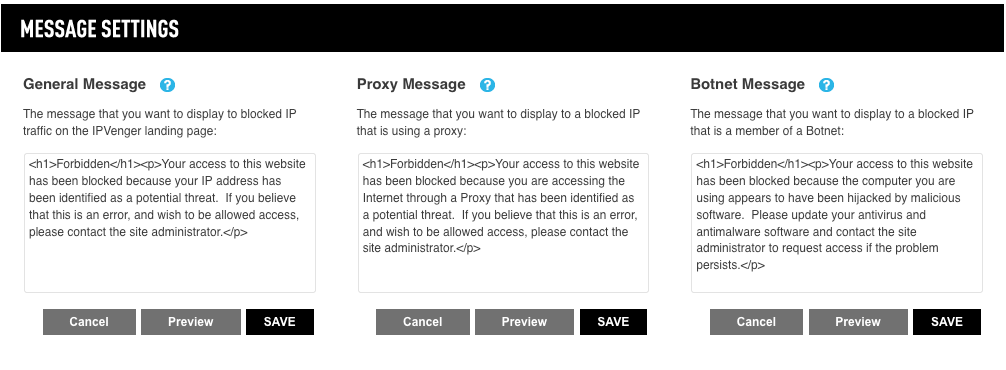 MESSAGE SETTINGS
General Message ?
The message that you want to display to blocked IP
traffic on the IPVenger landing page:
<h1>Forbidden</h1><p>Your access to this website
has been blocked because your IP address has
been identified as a potential threat.  If you believe
that this is an error, and wish to be allowed access,
please contact the site administrator.</p>
Cancel Preview SAVE
Proxy Message ?
The message that you want to display to a blocked IP
that is using a proxy:
<h1>Forbidden</h1><p>Your access to this website
has been blocked because you are accessing the
Internet through a Proxy that has been identified as
a potential threat.  If you believe that this is an error,
and wish to be allowed access, please contact the
site administrator.</p>
Cancel Preview SAVE
Botnet Message ?
The message that you want to display to a blocked IP
that is a member of a Botnet:
<h1>Forbidden</h1><p>Your access to this website
has been blocked because the computer you are
using appears to have been hijacked by malicious
software.  Please update your antivirus and
antimalware software and contact the site
administrator to request access if the problem
persists.</p>
Cancel Preview SAVE